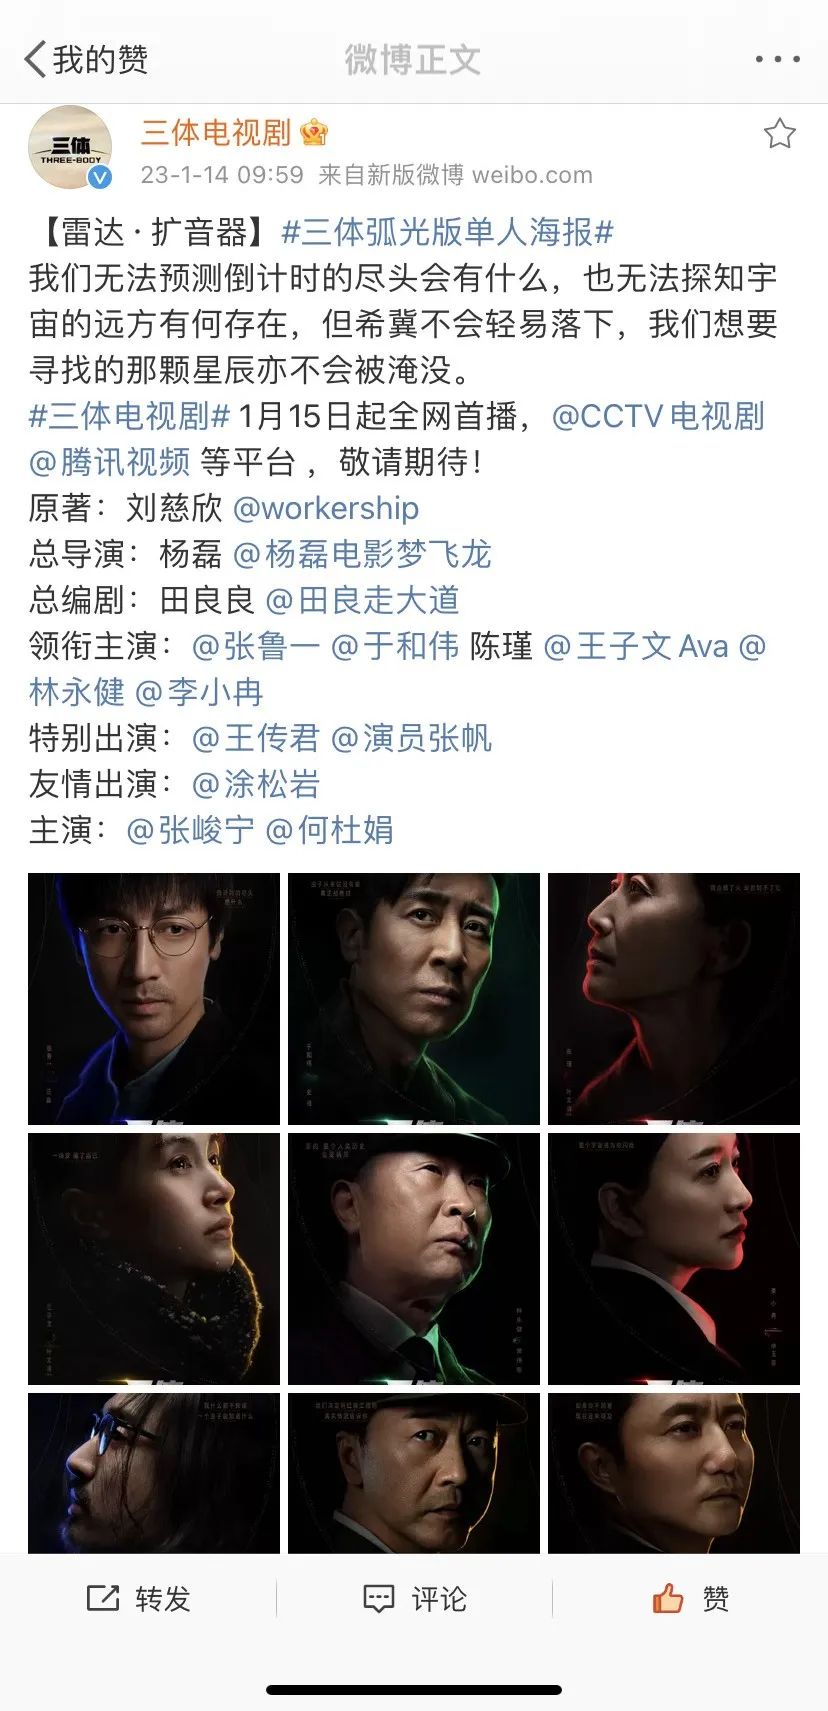 我的赞
微博正文
三体
THREE-BODY
三体电视剧
23-1-14 09:59 来自新版微博 weibo.com
【雷达·扩音器】#三体弧光版单人海报#
我们无法预测倒计时的尽头会有什么，也无法探知宇
宙的远方有何存在，但希冀不会轻易落下，我们想要
寻找的那颗星辰亦不会被淹没。
#三体电视剧# 1月15日起全网首播，@CCTV电视剧
@腾讯视频 等平台 ，敬请期待！
原著：刘慈欣 @workership
总导演：杨磊 @杨磊电影梦飞龙
总编剧：田良良 @田良走大道
领衔主演：@张鲁一 @于和伟 陈瑾 @王子文Ava @
林永健 @李小冉
特别出演：@王传君 @演员张帆
友情出演：@涂松岩
主演：@张峻宁 @何杜娟
转发
评论
赞